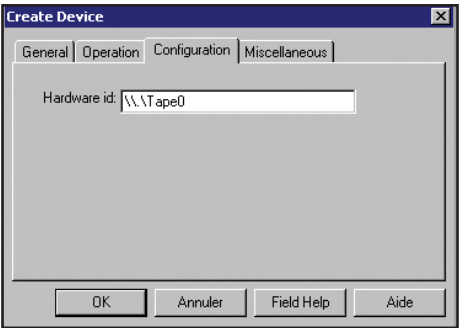 Create Device
General Operation Configuration Miscellaneous
Hardware id: \\.\Tape0
OK Annuler Field Help Aide